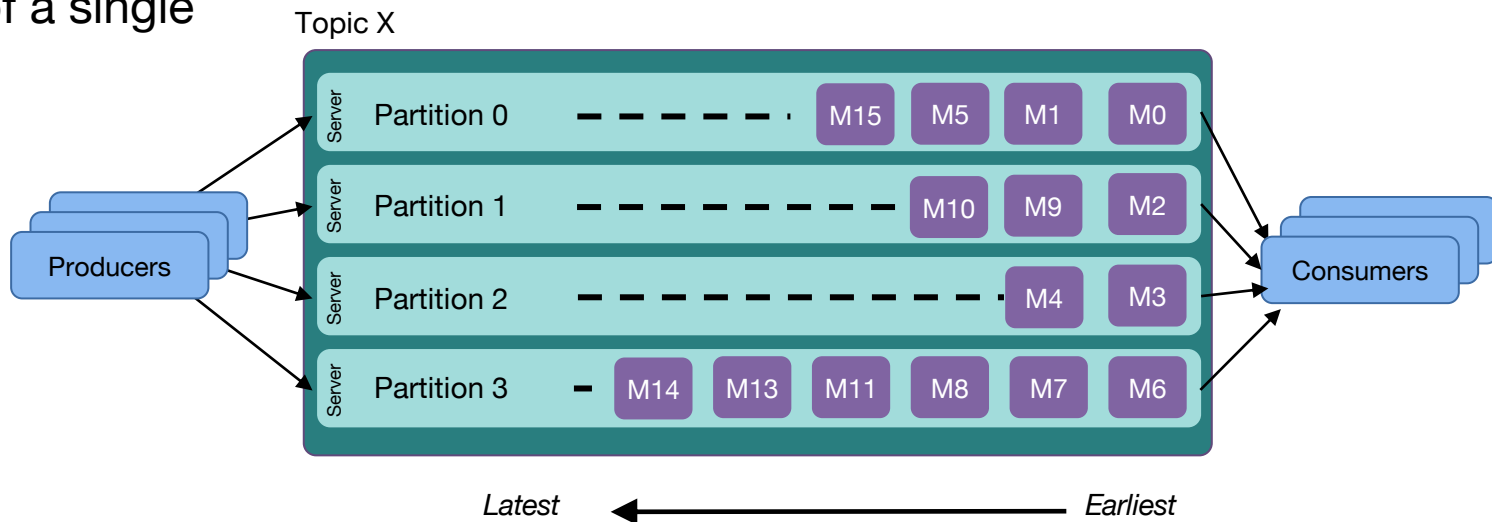 of a single
Topic X
Server Partition 0 M15 M5 M1 M0
Server Partition 1 M10 M9 M2
Server Partition 2 M4 M3
Server Partition 3 M14 M13 M11 M8 M7 M6
Producers
Consumers
Latest Earliest